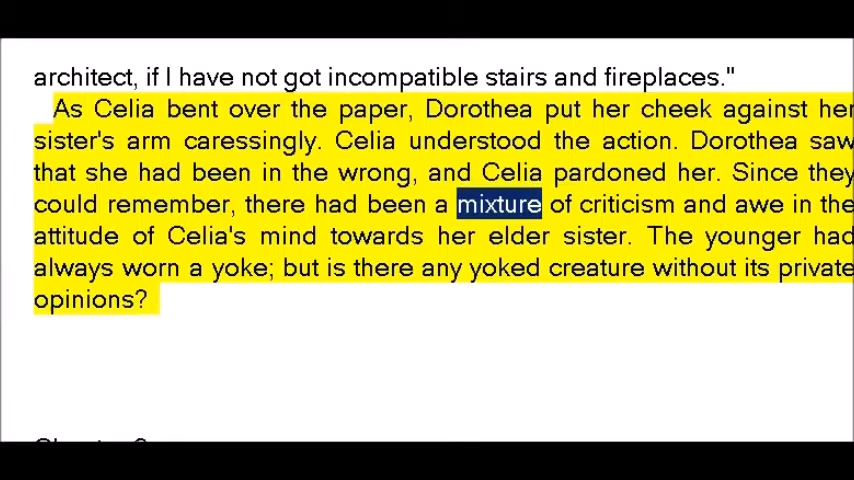 architect, if I have not got incompatible stairs and fireplaces."
As Celia bent over the paper, Dorothea put her cheek against her
sister's arm caressingly. Celia understood the action. Dorothea saw
that she had been in the wrong, and Celia pardoned her. Since they
could remember, there had been a mixture of criticism and awe in the
attitude of Celia's mind towards her elder sister. The younger had
always worn a yoke; but is there any yoked creature without its private
opinions?